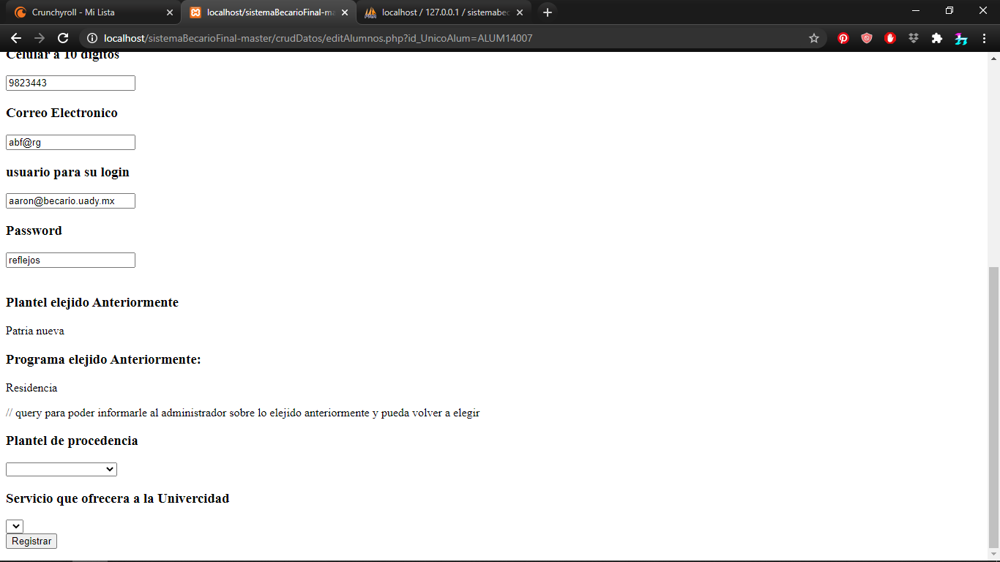 Crunchyroll - Mi Lista
localhost/sistemaBecarioFinal-ma
localhost / 127.0.0.1 / sistemabec
localhost/sistemaBecarioFinal-master/crudDatos/editAlumnos.php?id_UnicoAlum=ALUM14007
Celular a 10 digitos
9823443
Correo Electronico
abf@rg
usuario para su login
aaron@becario.uady.mx
Password
reflejos
Plantel elejido Anteriormente
Patria nueva
Programa elejido Anteriormente:
Residencia
// query para poder informarle al administrador sobre lo elejido anteriormente y pueda volver a elegir
Plantel de procedencia
Servicio que ofrecera a la Univercidad
Registrar